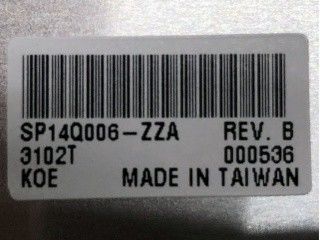 SP14Q006-ZZA REV. B
3102T 000536
KOE MADE IN TAIWAN